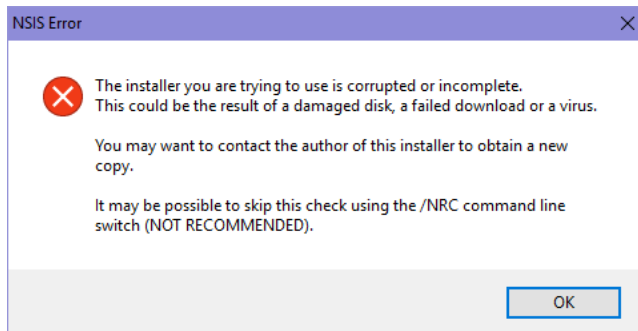 NSIS Error
The installer you are trying to use is corrupted or incomplete.
This could be the result of a damaged disk, a failed download or a virus.
You may want to contact the author of this installer to obtain a new
copy.
It may be possible to skip this check using the /NRC command line
switch (NOT RECOMMENDED).
OK